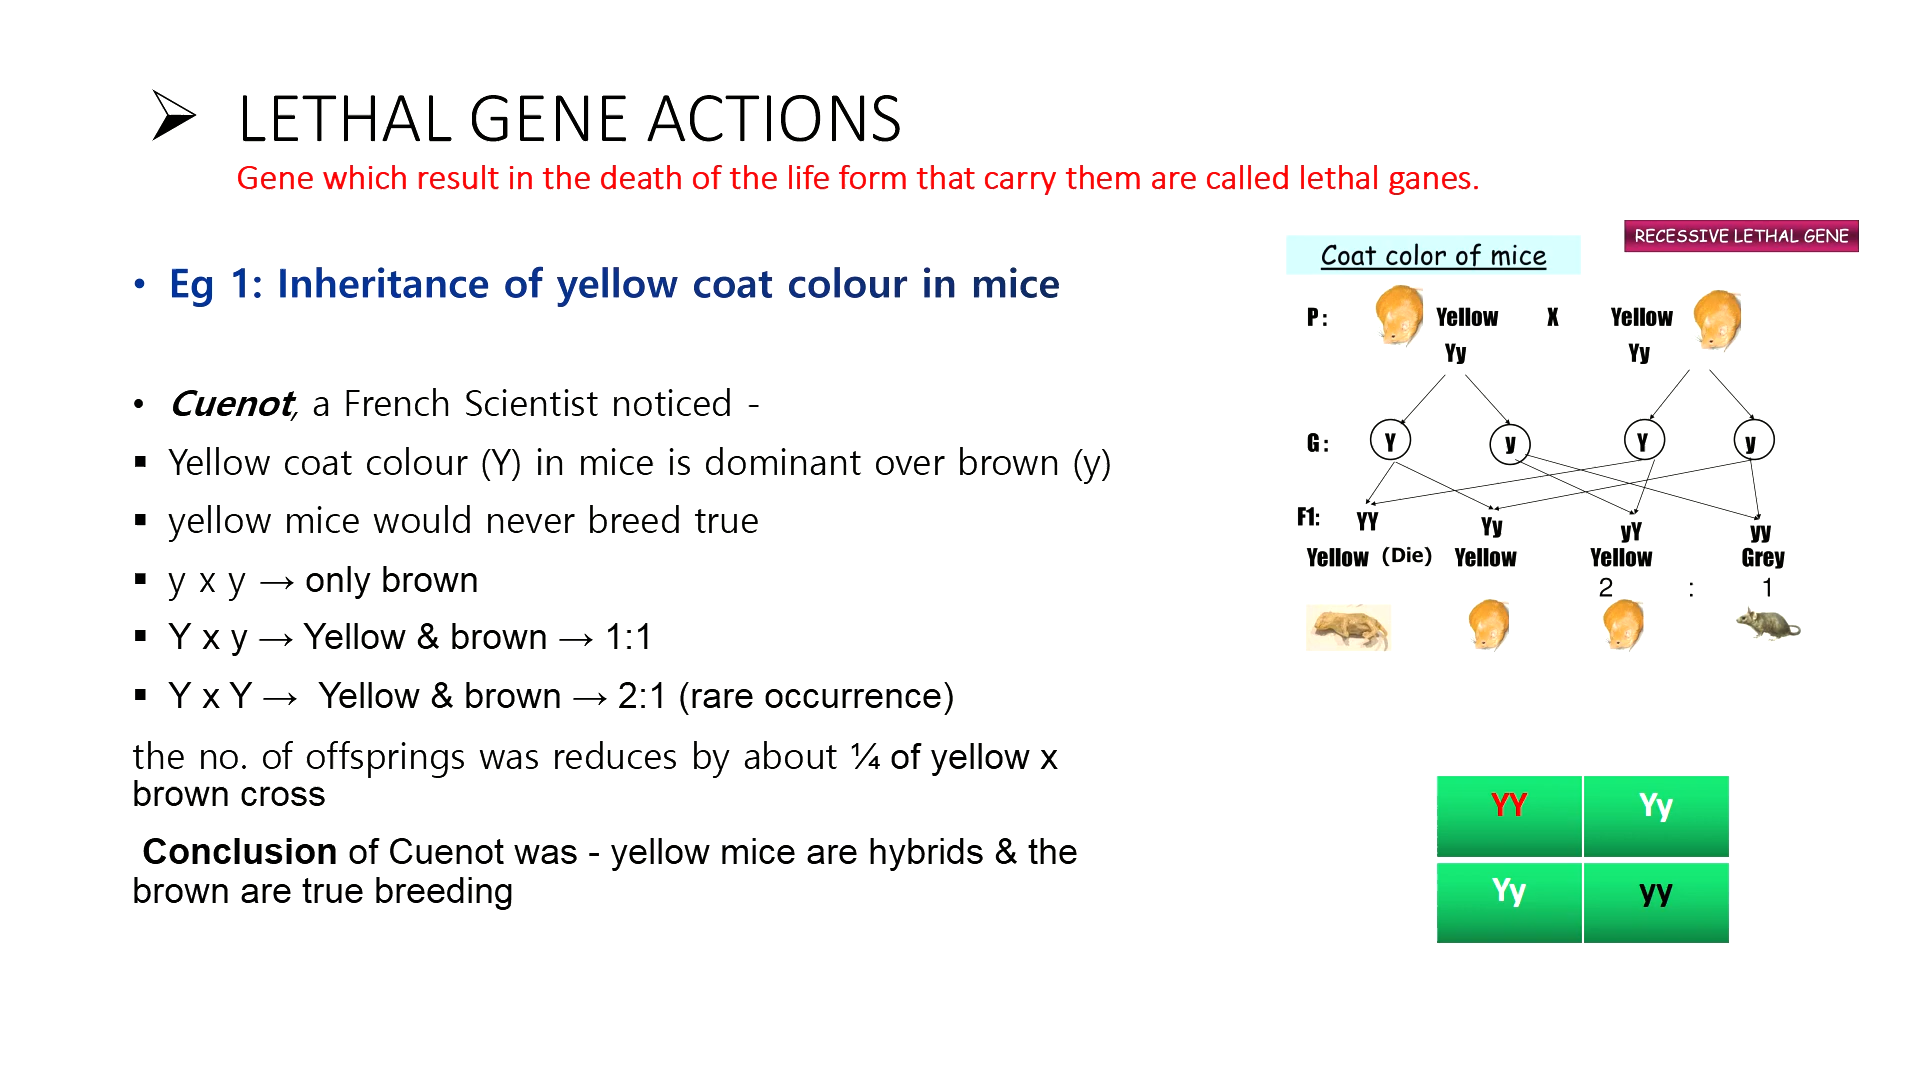 LETHAL GENE ACTIONS
Gene which result in the death of the life form that carry them are called lethal ganes.
• Eg 1: Inheritance of yellow coat colour in mice
• Cuenot, a French Scientist noticed -
▪ Yellow coat colour (Y) in mice is dominant over brown (y)
▪ yellow mice would never breed true
▪ y x y → only brown
▪ Y x y → Yellow & brown → 1:1
▪ Y x Y → Yellow & brown → 2:1 (rare occurrence)
the no. of offsprings was reduces by about ¼ of yellow x
brown cross
Conclusion of Cuenot was - yellow mice are hybrids & the
brown are true breeding
RECESSIVE LETHAL GENE
Coat color of mice
P: Yellow X Yellow
Yy Yy
G: Y y Y y
F1: YY Yy yY yy
Yellow (Die) Yellow Yellow Grey
2 : 1
YY Yy
Yy yy